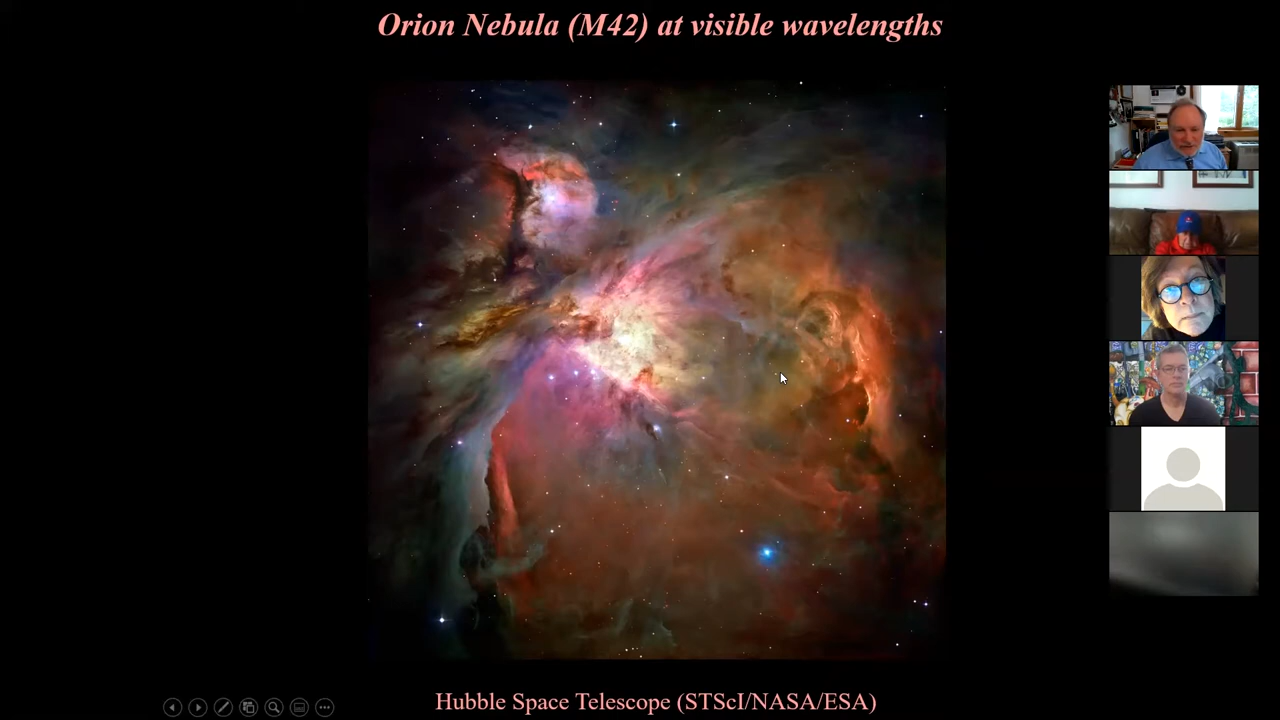 Orion Nebula (M42) at visible wavelengths
Hubble Space Telescope (STScI/NASA/ESA)